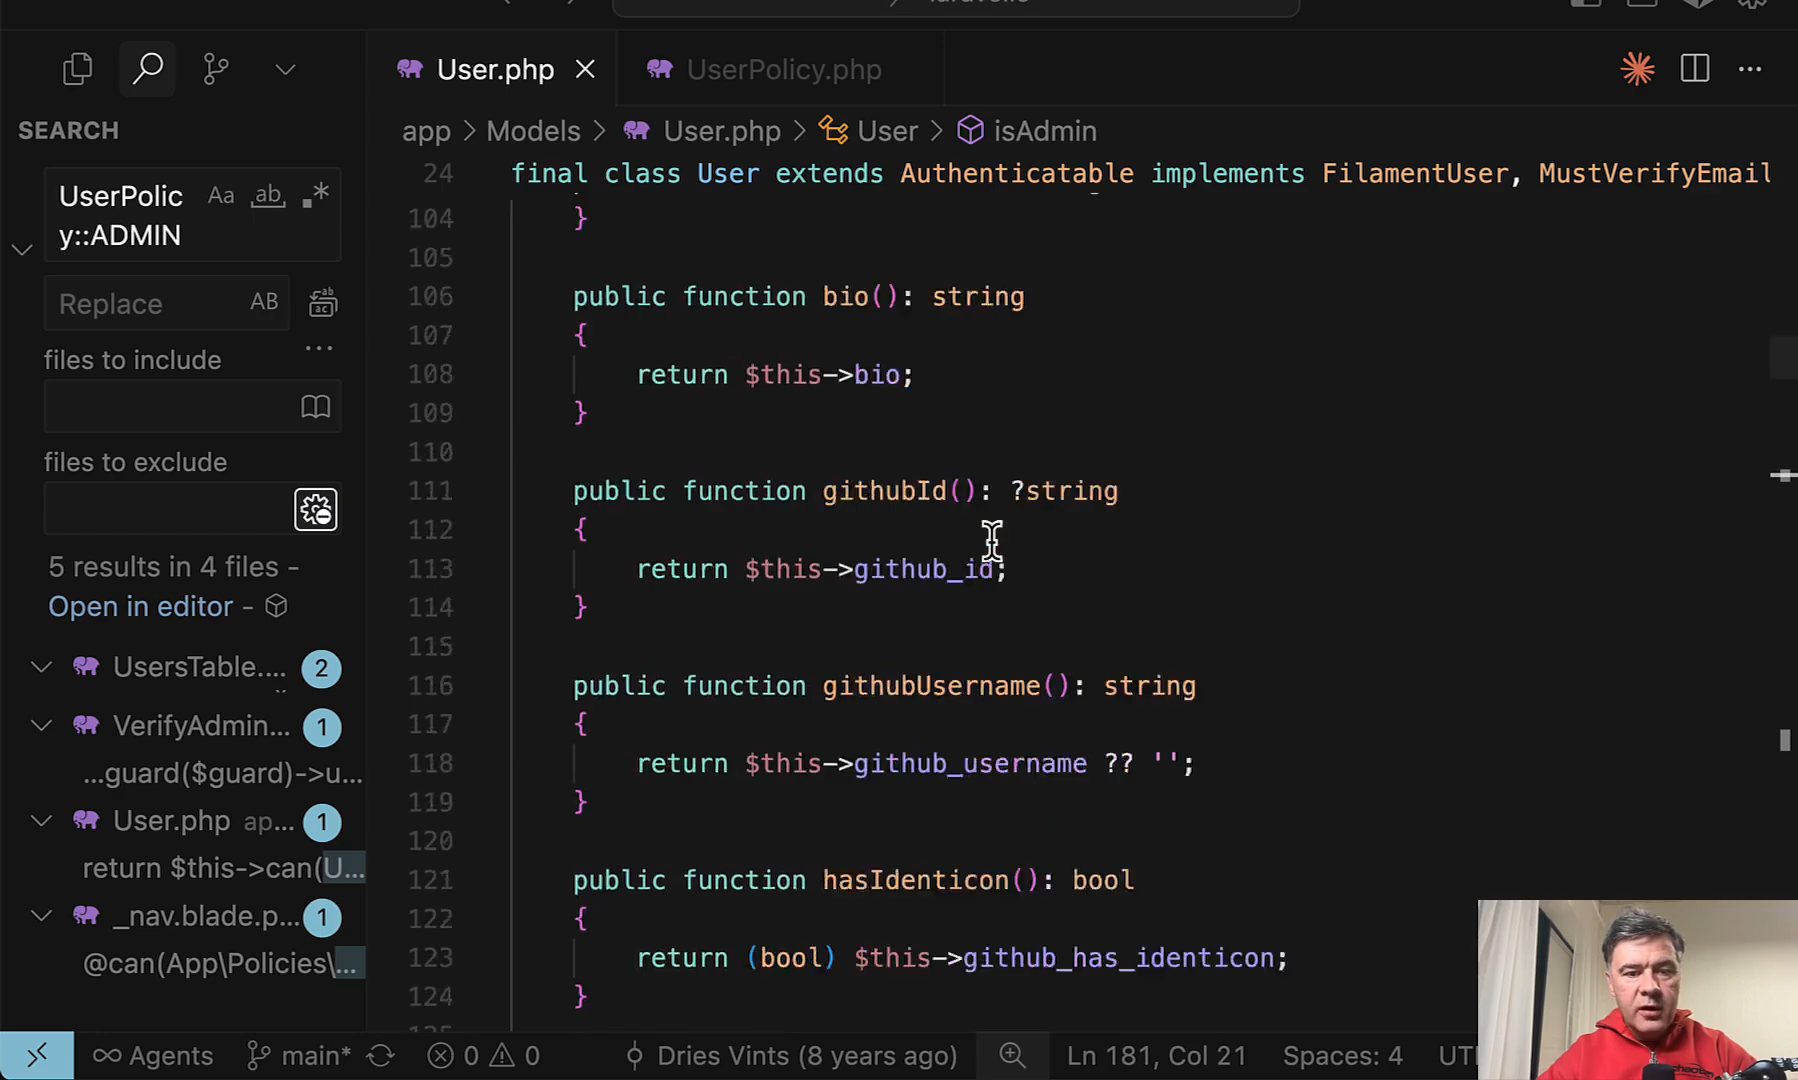 User.php
UserPolicy.php
SEARCH
app > Models > User.php > User > isAdmin
UserPolic
y::ADMIN
Aa ab
Replace
AB
files to include
...
files to exclude
5 results in 4 files -
Open in editor -
UsersTable.... 2
VerifyAdmin... 1
...guard($guard)->u...
User.php ap... 1
return $this->can(U...
_nav.blade.p... 1
@can(App\Policies\...
24 final class User extends Authenticatable implements FilamentUser, MustVerifyEmail
104 }
105
106 public function bio(): string
107 {
108 return $this->bio;
109 }
110
111 public function githubId(): ?string
112 {
113 return $this->github_id;
114 }
115
116 public function githubUsername(): string
117 {
118 return $this->github_username ?? '';
119 }
120
121 public function hasIdenticon(): bool
122 {
123 return (bool) $this->github_has_identicon;
124 }
Agents
main*
0
0
Dries Vints (8 years ago)
Ln 181, Col 21
Spaces: 4